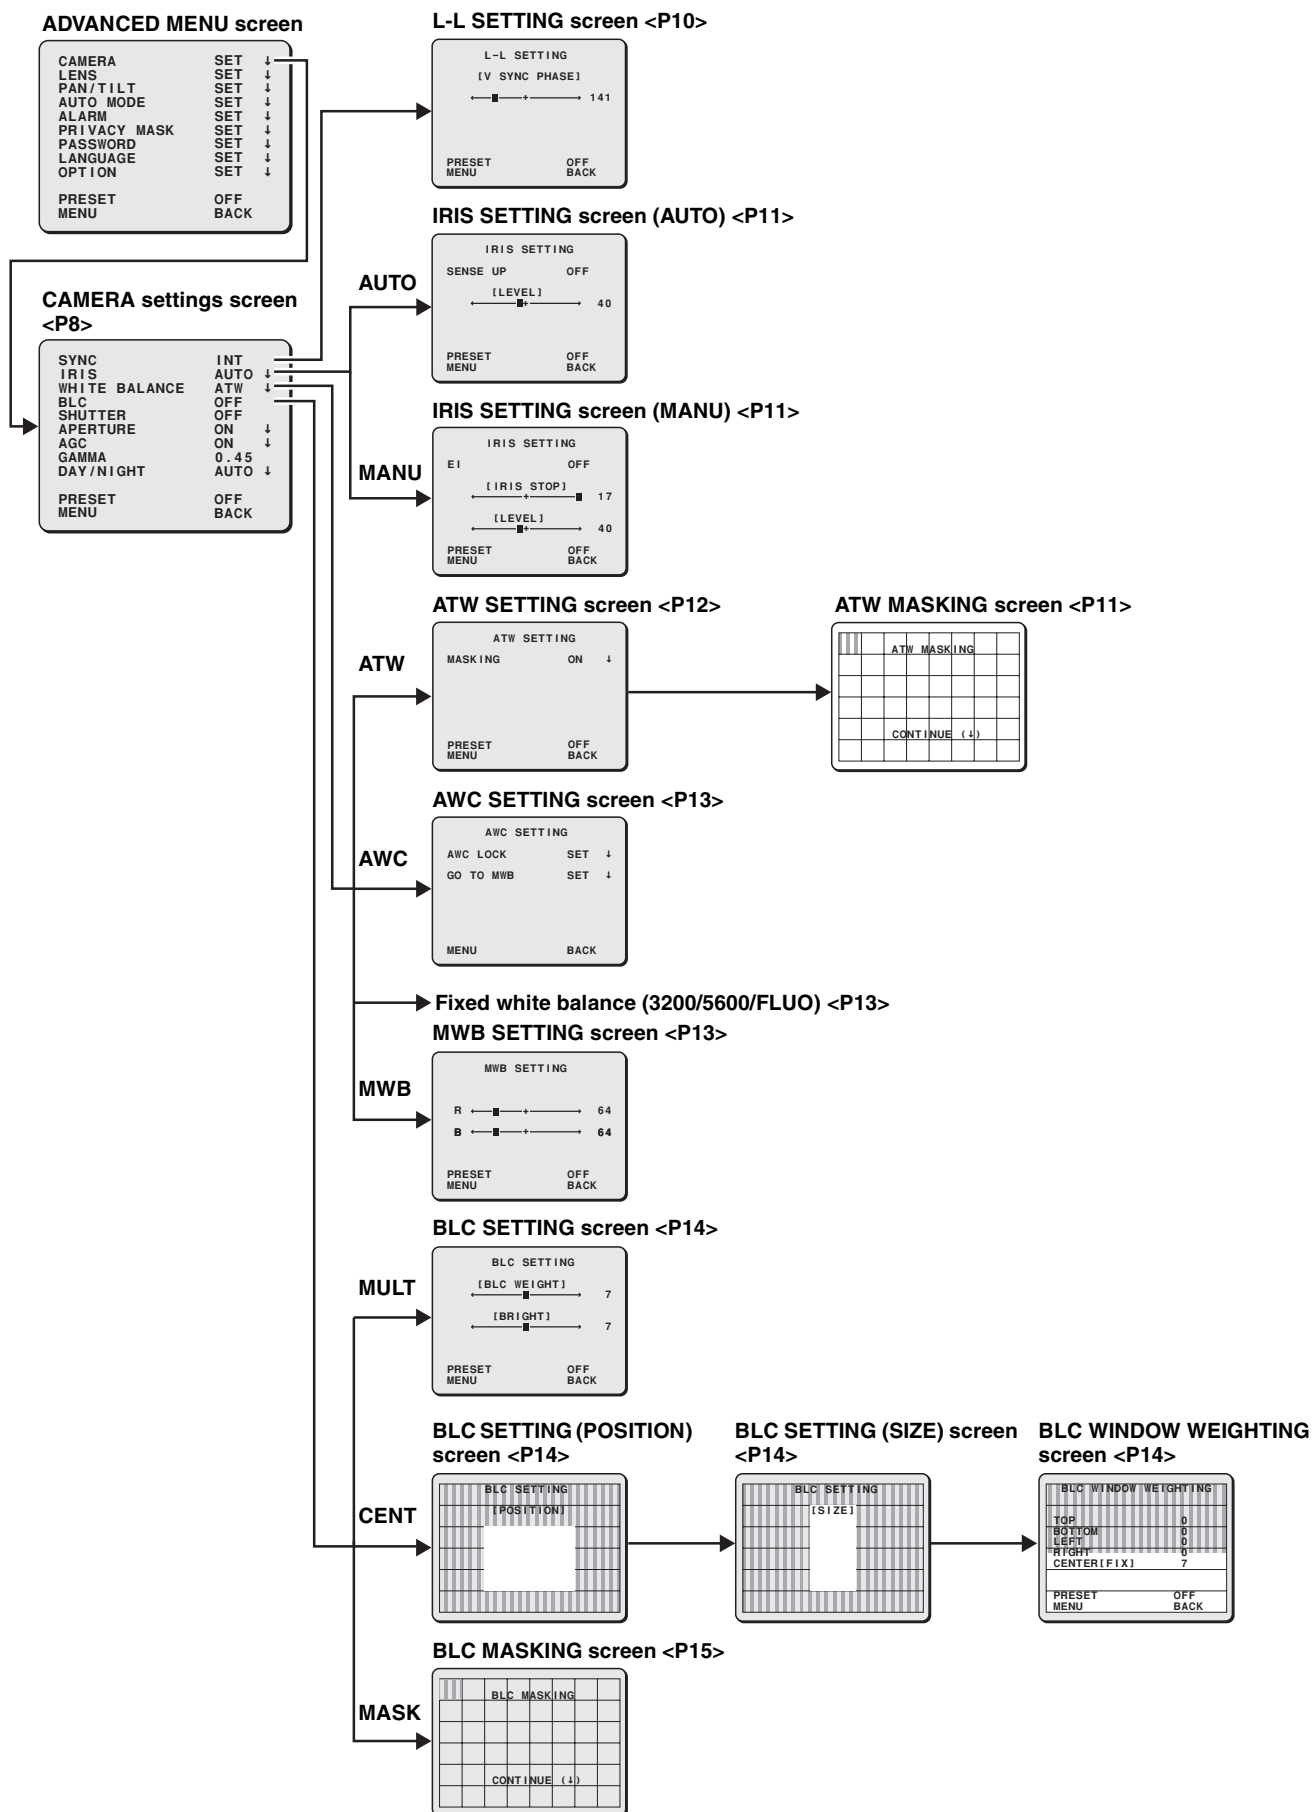 ADVANCED MENU screen
CAMERA SET ↓
LENS SET ↓
PAN/TILT SET ↓
AUTO MODE SET ↓
ALARM SET ↓
PRIVACY MASK SET ↓
PASSWORD SET ↓
LANGUAGE SET ↓
OPTION SET ↓
PRESET OFF
MENU BACK
CAMERA settings screen
<P8>
SYNC INT
IRIS AUTO ↓
WHITE BALANCE ATW ↓
BLC OFF
SHUTTER OFF
APERTURE ON ↓
AGC ON ↓
GAMMA 0.45
DAY/NIGHT AUTO ↓
PRESET OFF
MENU BACK
L-L SETTING screen <P10>
L-L SETTING
[V SYNC PHASE]
141
PRESET OFF
MENU BACK
IRIS SETTING screen (AUTO) <P11>
AUTO
IRIS SETTING
SENSE UP OFF
[LEVEL]
40
PRESET OFF
MENU BACK
IRIS SETTING screen (MANU) <P11>
MANU
IRIS SETTING
EI OFF
[IRIS STOP]
17
[LEVEL]
40
PRESET OFF
MENU BACK
ATW SETTING screen <P12>
ATW
ATW SETTING
MASKING ON ↓
PRESET OFF
MENU BACK
ATW MASKING screen <P11>
ATW MASKING
CONTINUE (↓)
AWC SETTING screen <P13>
AWC
AWC SETTING
AWC LOCK SET ↓
GO TO MWB SET ↓
MENU BACK
Fixed white balance (3200/5600/FLUO) <P13>
MWB SETTING screen <P13>
MWB
MWB SETTING
R 64
B 64
PRESET OFF
MENU BACK
BLC SETTING screen <P14>
MULT
BLC SETTING
[BLC WEIGHT]
7
[BRIGHT]
7
PRESET OFF
MENU BACK
BLC SETTING (POSITION)
screen <P14>
CENT
BLC SETTING
[POSITION]
BLC SETTING (SIZE) screen
<P14>
BLC SETTING
[SIZE]
BLC WINDOW WEIGHTING
screen <P14>
BLC WINDOW WEIGHTING
TOP 0
BOTTOM 0
LEFT 0
RIGHT 0
CENTER[FIX] 7
PRESET OFF
MENU BACK
BLC MASKING screen <P15>
MASK
BLC MASKING
CONTINUE (↓)